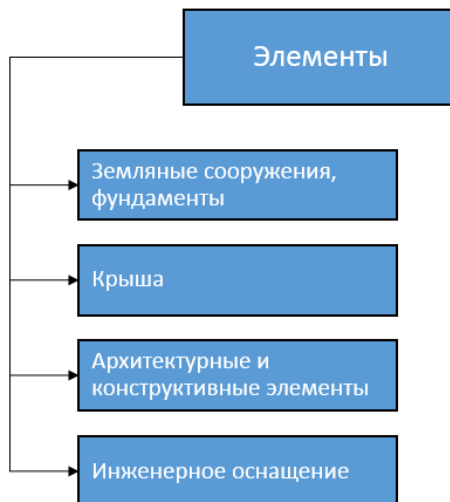 Элементы
Земляные сооружения,
фундаменты
Крыша
Архитектурные и
конструктивные элементы
Инженерное оснащение